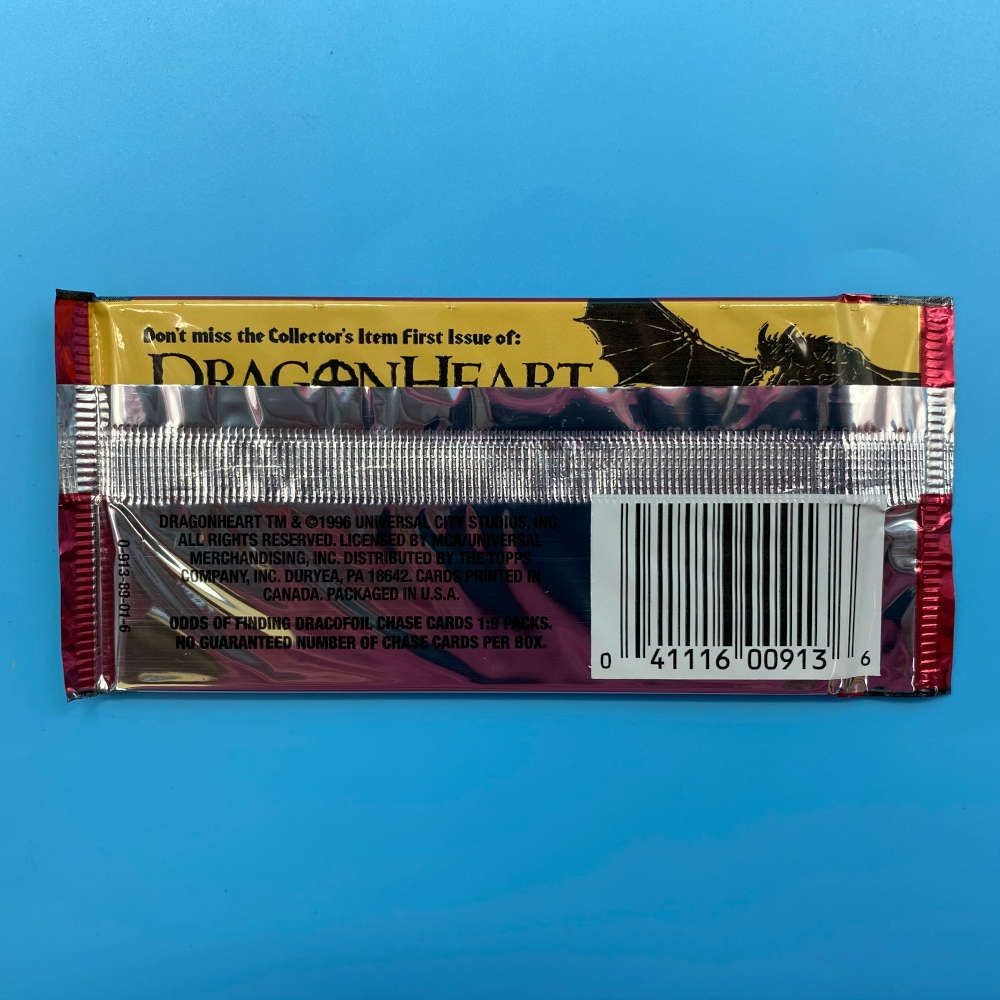 Don't miss the Collector's Item First Issue of:
DRAGONHEART
DRAGONHEART TM & ©1996 UNIVERSAL CITY STUDIOS, INC.
ALL RIGHTS RESERVED. LICENSED BY MCA/UNIVERSAL
MERCHANDISING, INC. DISTRIBUTED BY THE TOPPS
COMPANY, INC. DURYEA, PA 18642. CARDS PRINTED IN
CANADA. PACKAGED IN U.S.A.
ODDS OF FINDING DRACOFOIL CHASE CARDS 1:9 PACKS.
NO GUARANTEED NUMBER OF CHASE CARDS PER BOX.
0-913-89-01-6
0 41116 00913 6